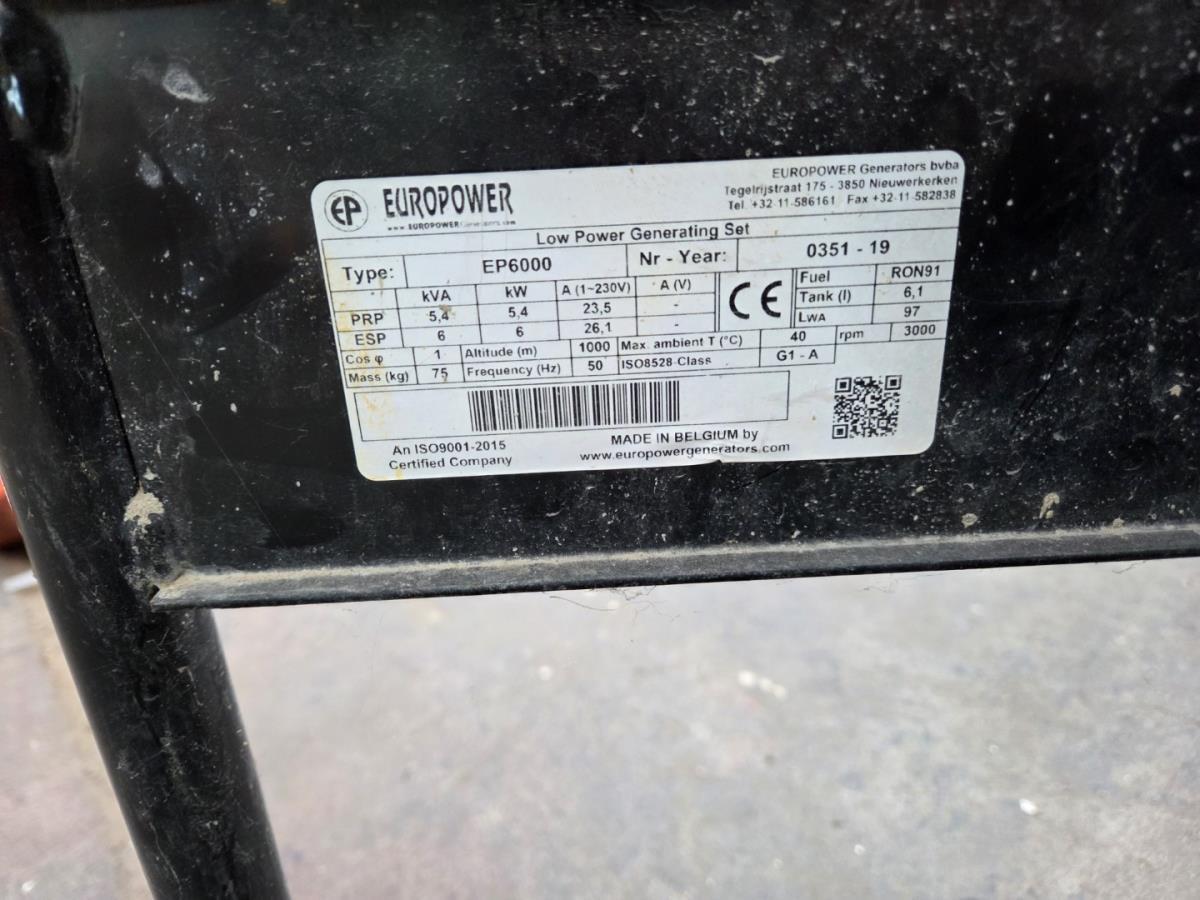 EP EUROPOWER
www.EUROPOWERGenerators.com
EUROPOWER Generators bvba
Tegelrijstraat 175 - 3850 Nieuwerkerken
Tel. +32-11-586161 Fax +32-11-582838
Low Power Generating Set
Type: EP6000 Nr - Year: 0351 - 19
kVA kW A (1~230V) A (V) CE Fuel RON91
PRP 5,4 5,4 23,5 - Tank (l) 6,1
ESP 6 6 26,1 - LWA 97
Cos φ 1 Altitude (m) 1000 Max. ambient T (°C) 40 rpm 3000
Mass (kg) 75 Frequency (Hz) 50 ISO8528-Class G1 - A
An ISO9001-2015
Certified Company
MADE IN BELGIUM by
www.europowergenerators.com